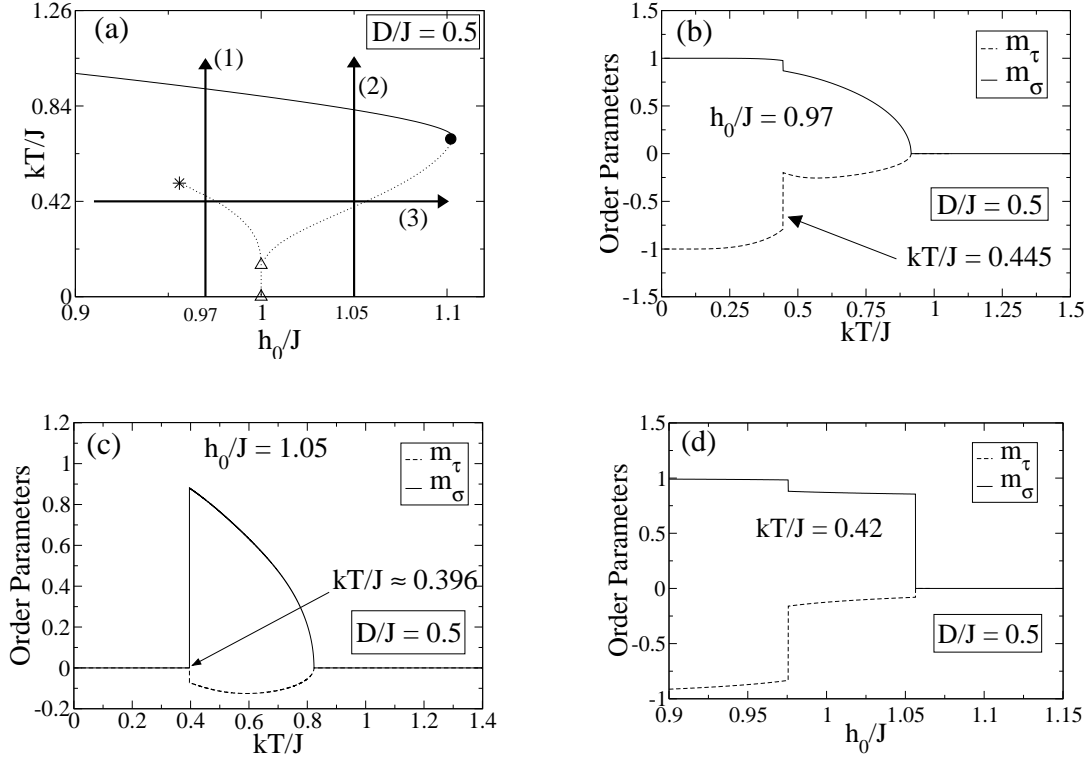 (a)
D/J = 0.5
1.26
0.84
0.42
0
kT/J
(1)
(2)
(3)
0.9
0.97
1
1.05
1.1
h₀/J
(b)
m_τ
m_σ
h₀/J = 0.97
D/J = 0.5
kT/J = 0.445
1.5
1
0.5
0
-0.5
-1
-1.5
Order Parameters
0
0.25
0.5
0.75
1
1.25
1.5
kT/J
(c)
h₀/J = 1.05
m_τ
m_σ
kT/J ≈ 0.396
D/J = 0.5
1.2
1
0.8
0.6
0.4
0.2
0
-0.2
Order Parameters
0
0.2
0.4
0.6
0.8
1
1.2
1.4
kT/J
(d)
m_τ
m_σ
kT/J = 0.42
D/J = 0.5
1.5
1
0.5
0
-0.5
-1
Order Parameters
0.9
0.95
1
1.05
1.1
1.15
h₀/J